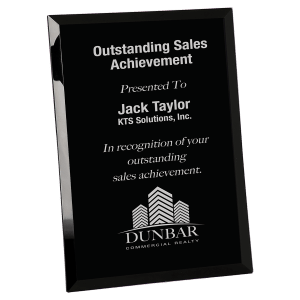 Outstanding Sales
Achievement
Presented To
Jack Taylor
KTS Solutions, Inc.
In recognition of your
outstanding
sales achievement.
DUNBAR
COMMERCIAL REALTY